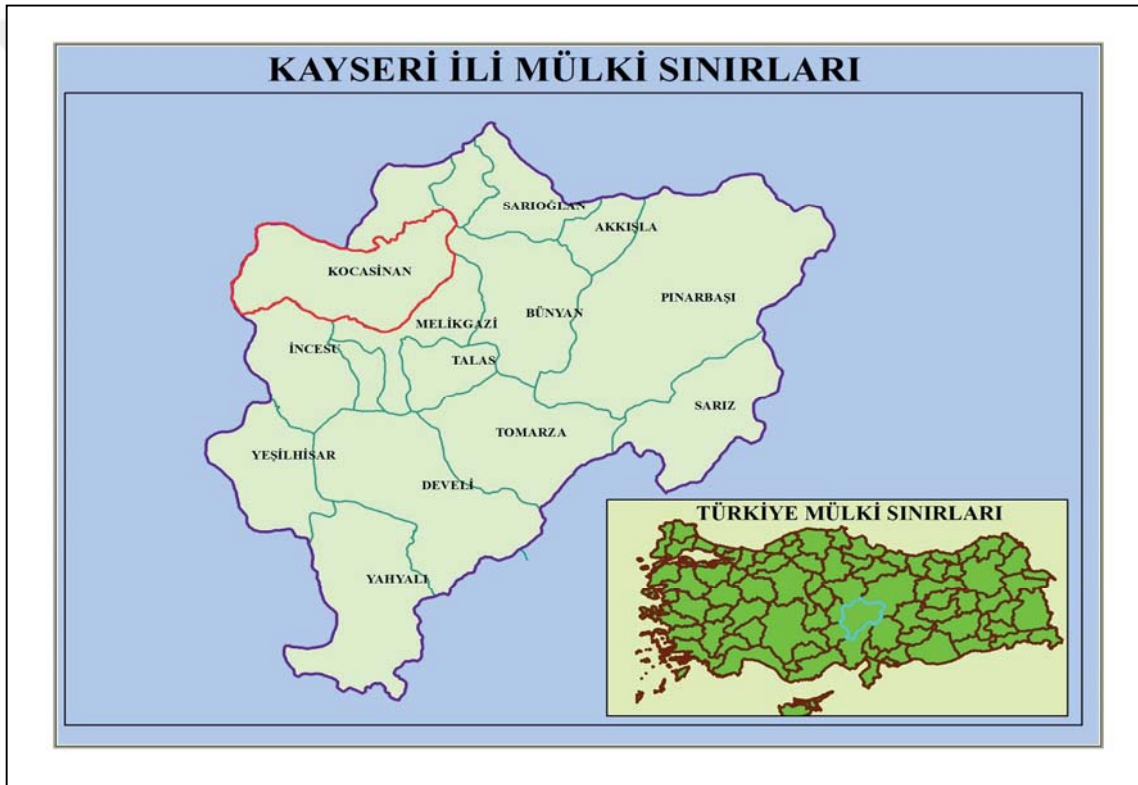 KAYSERİ İLİ MÜLKİ SINIRLARI
SARIOĞLAN
AKKIŞLA
KOCASİNAN
PINARBAŞI
BÜNYAN
MELİKGAZİ
İNCESU
TALAS
SARIZ
TOMARZA
YEŞİLHİSAR
DEVELİ
YAHYALI
TÜRKİYE MÜLKİ SINIRLARI